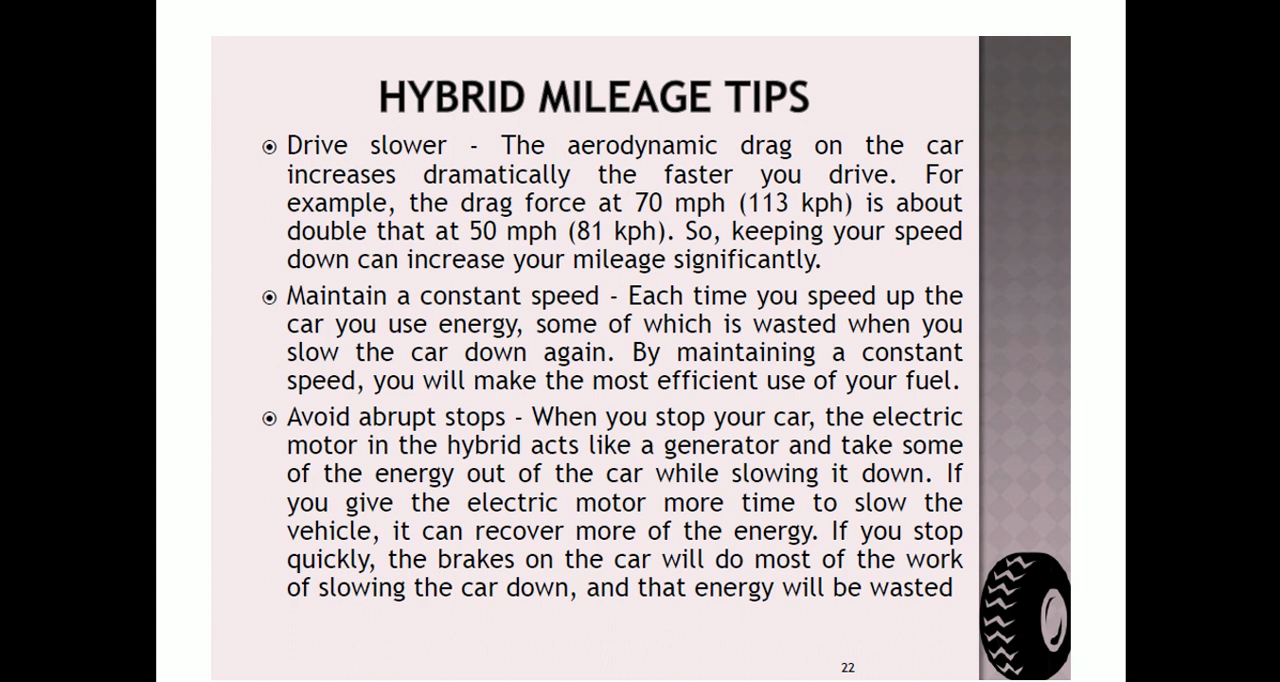 HYBRID MILEAGE TIPS
Drive slower - The aerodynamic drag on the car
increases dramatically the faster you drive. For
example, the drag force at 70 mph (113 kph) is about
double that at 50 mph (81 kph). So, keeping your speed
down can increase your mileage significantly.
Maintain a constant speed - Each time you speed up the
car you use energy, some of which is wasted when you
slow the car down again. By maintaining a constant
speed, you will make the most efficient use of your fuel.
Avoid abrupt stops - When you stop your car, the electric
motor in the hybrid acts like a generator and take some
of the energy out of the car while slowing it down. If
you give the electric motor more time to slow the
vehicle, it can recover more of the energy. If you stop
quickly, the brakes on the car will do most of the work
of slowing the car down, and that energy will be wasted
22